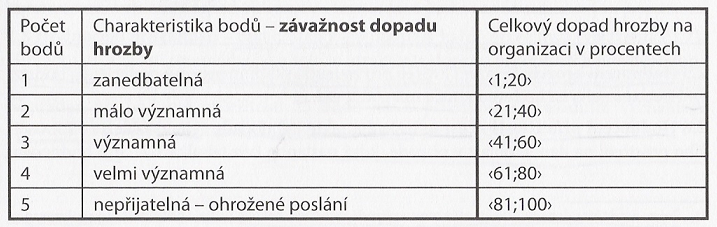 Počet bodů Charakteristika bodů – závažnost dopadu hrozby Celkový dopad hrozby na organizaci v procentech
1 zanedbatelná ‹1;20›
2 málo významná ‹21;40›
3 významná ‹41;60›
4 velmi významná ‹61;80›
5 nepřijatelná – ohrožené poslání ‹81;100›